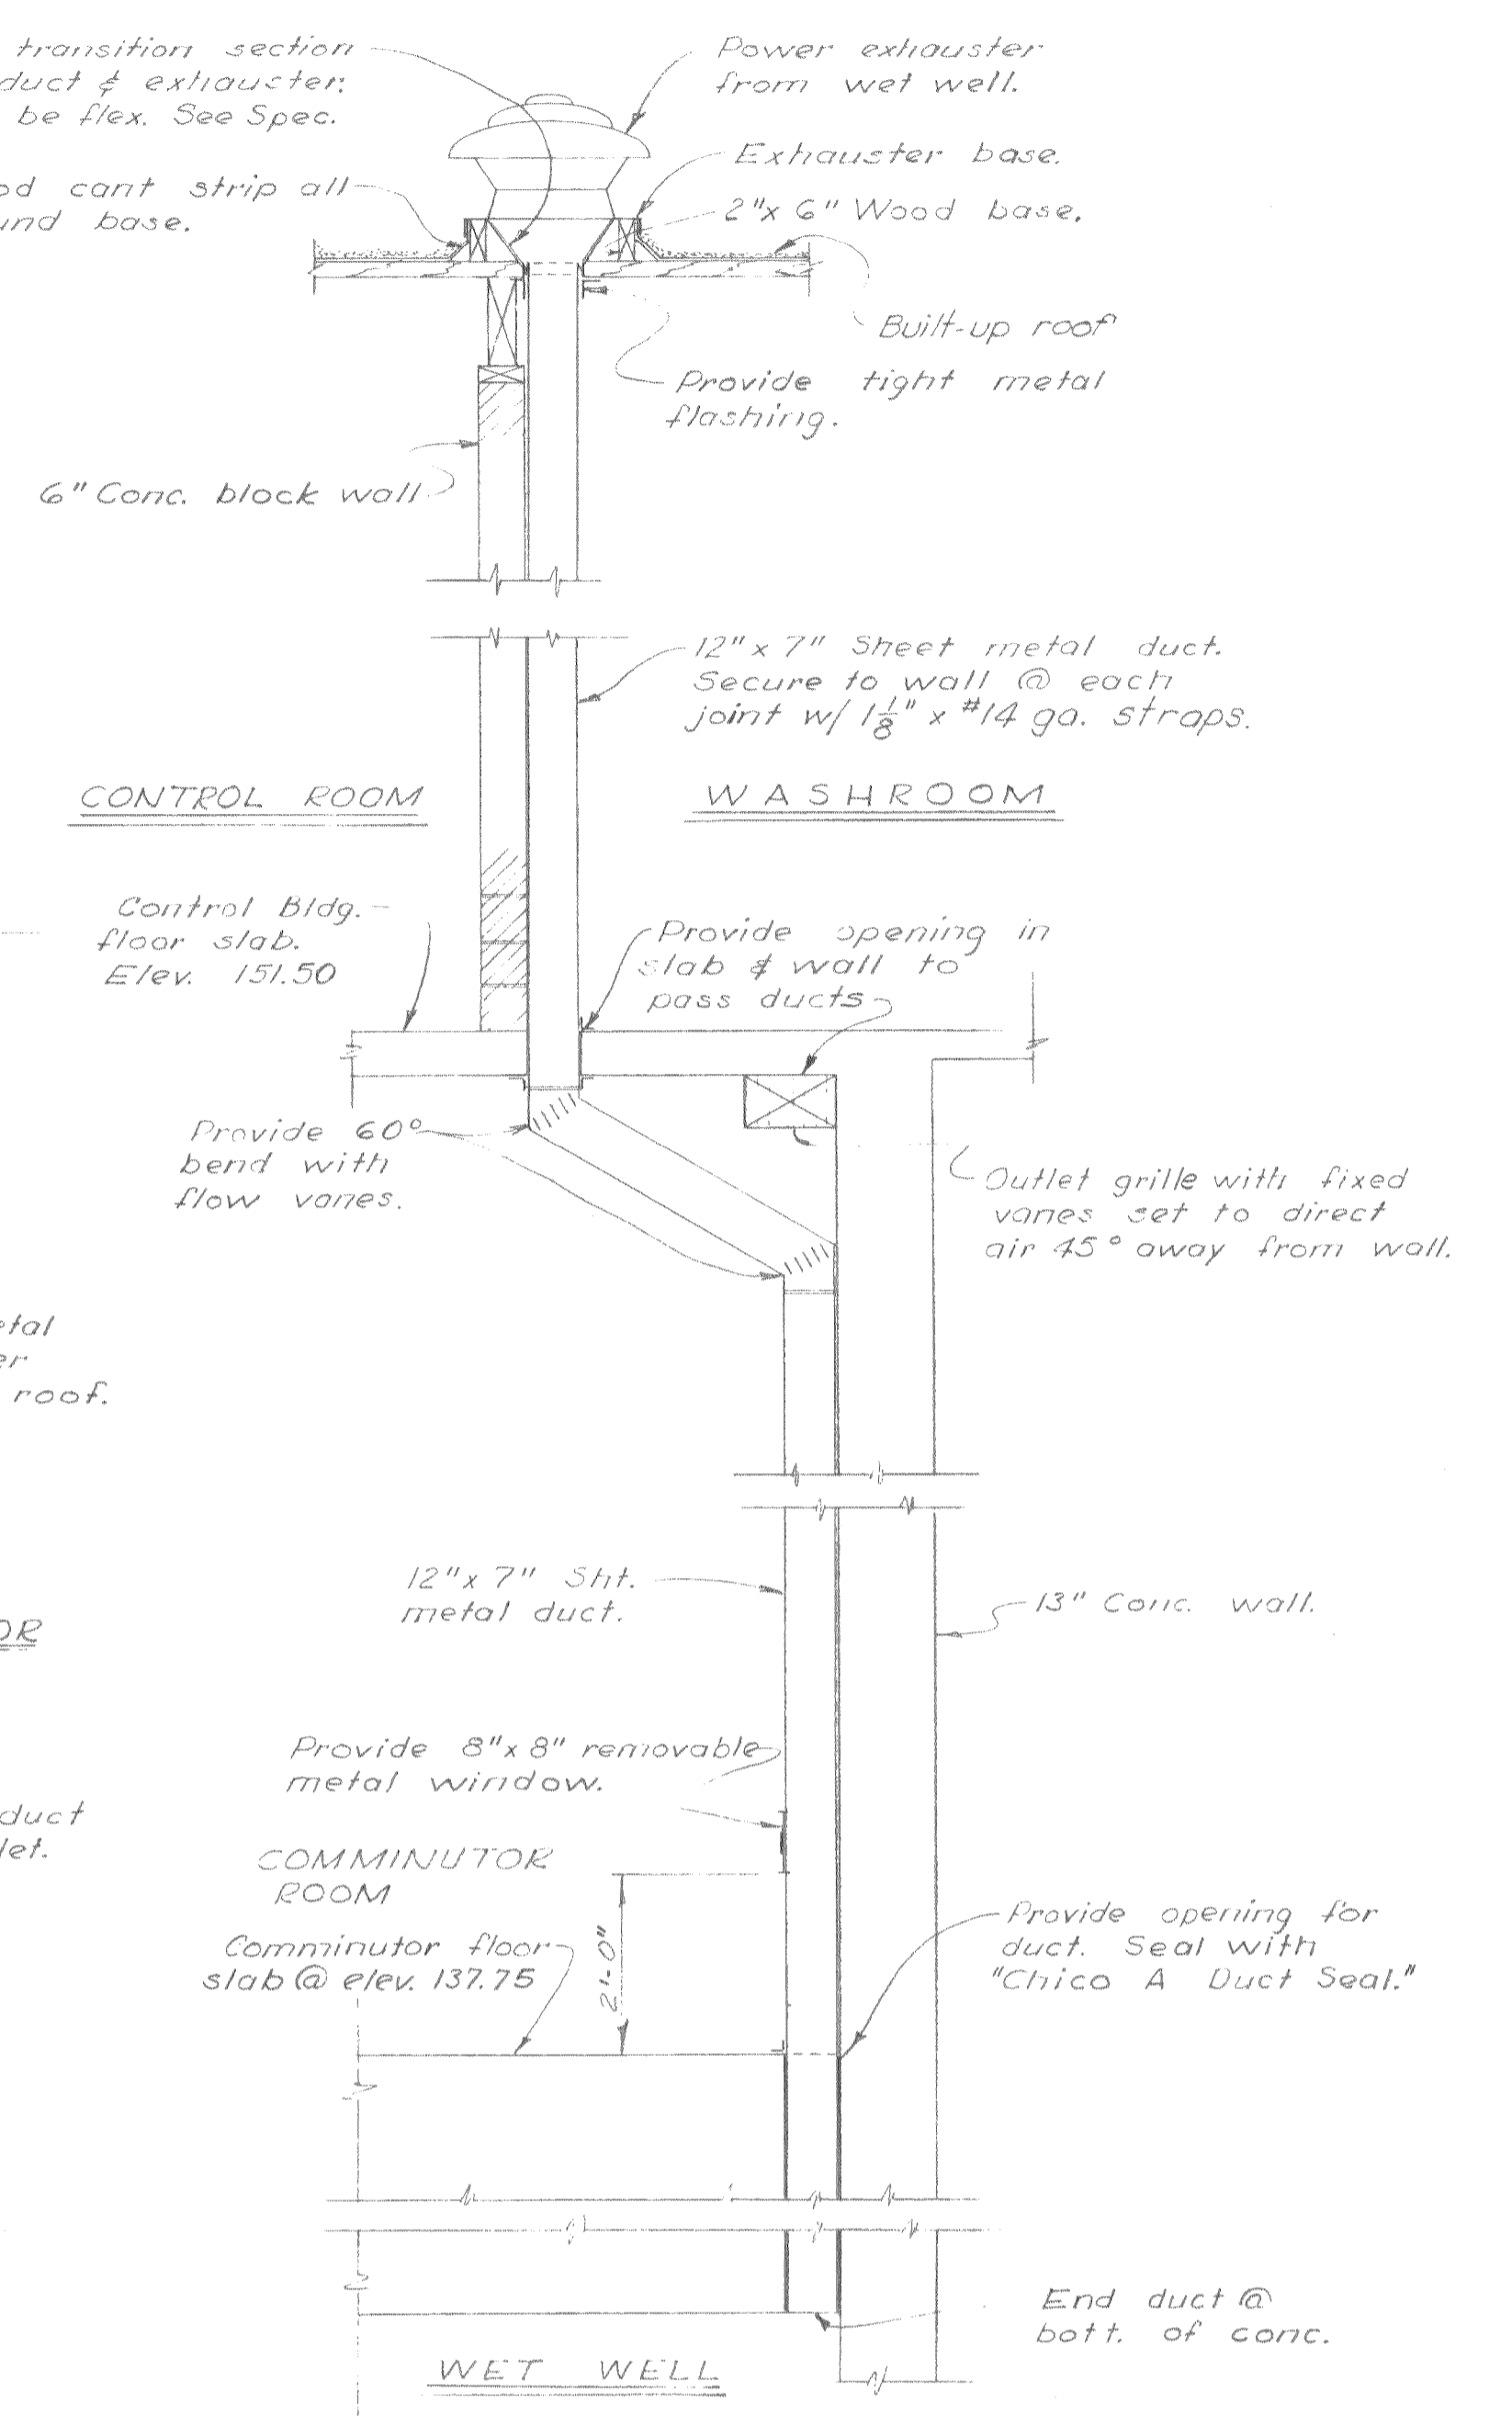 transition section
duct & exhauster.
be flex. See Spec.
Power exhauster
from wet well.
cant strip all
base.
Exhauster base.
2"x 6" Wood base.
Built-up roof
Provide tight metal
flashing.
6" Conc. block wall
12"x 7" Sheet metal duct.
Secure to wall @ each
joint w/ 1 1/8" x #14 ga. straps.
CONTROL ROOM
WASHROOM
Control Bldg.
floor slab.
Elev. 151.50
Provide opening in
slab & wall to
pass ducts
Provide 60°
bend with
flow vanes.
Outlet grille with fixed
vanes set to direct
air 45° away from wall.
roof.
12"x 7" Sht.
metal duct.
13" Conc. wall.
Provide 8"x 8" removable
metal window.
duct
COMMINUTOR
ROOM
2'-0"
Comminutor floor
slab @ elev. 137.75
Provide opening for
duct. Seal with
"Chico A Duct Seal."
End duct @
bott. of conc.
WET WELL